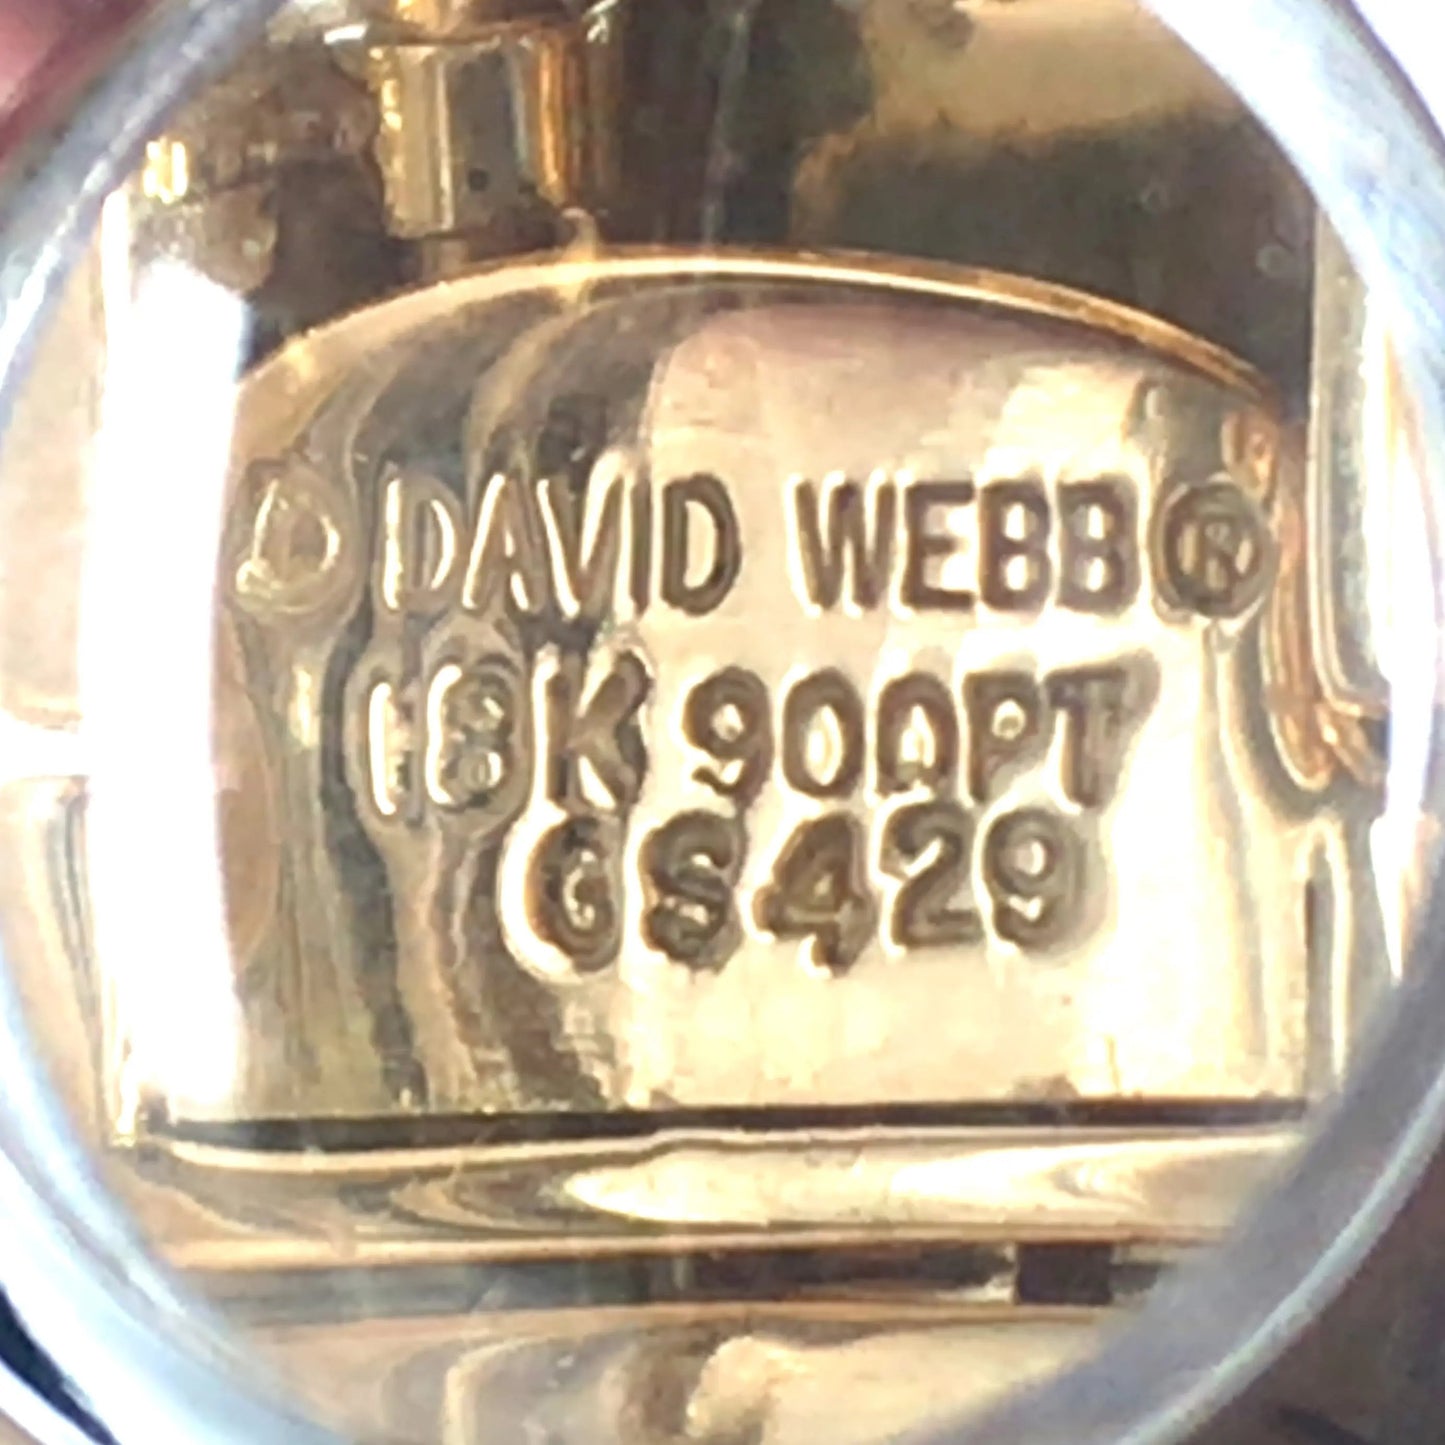 DAVID WEBB ®
18K 900PT
GS429